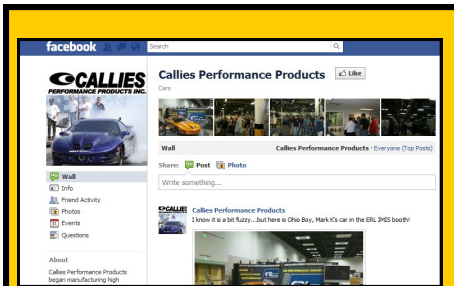 facebook
Search
CALLIES
PERFORMANCE PRODUCTS INC.
Callies Performance Products
Like
Cars
Wall
Callies Performance Products · Everyone (Top Posts)
Share: Post Photo
Write something...
Wall
Info
Friend Activity
Photos
Events
Questions
About
Callies Performance Products
began manufacturing high
CALLIES
Callies Performance Products
I know it is a bit fuzzy...but here is Ohio Boy, Mark K's car in the ERL IMIS booth!